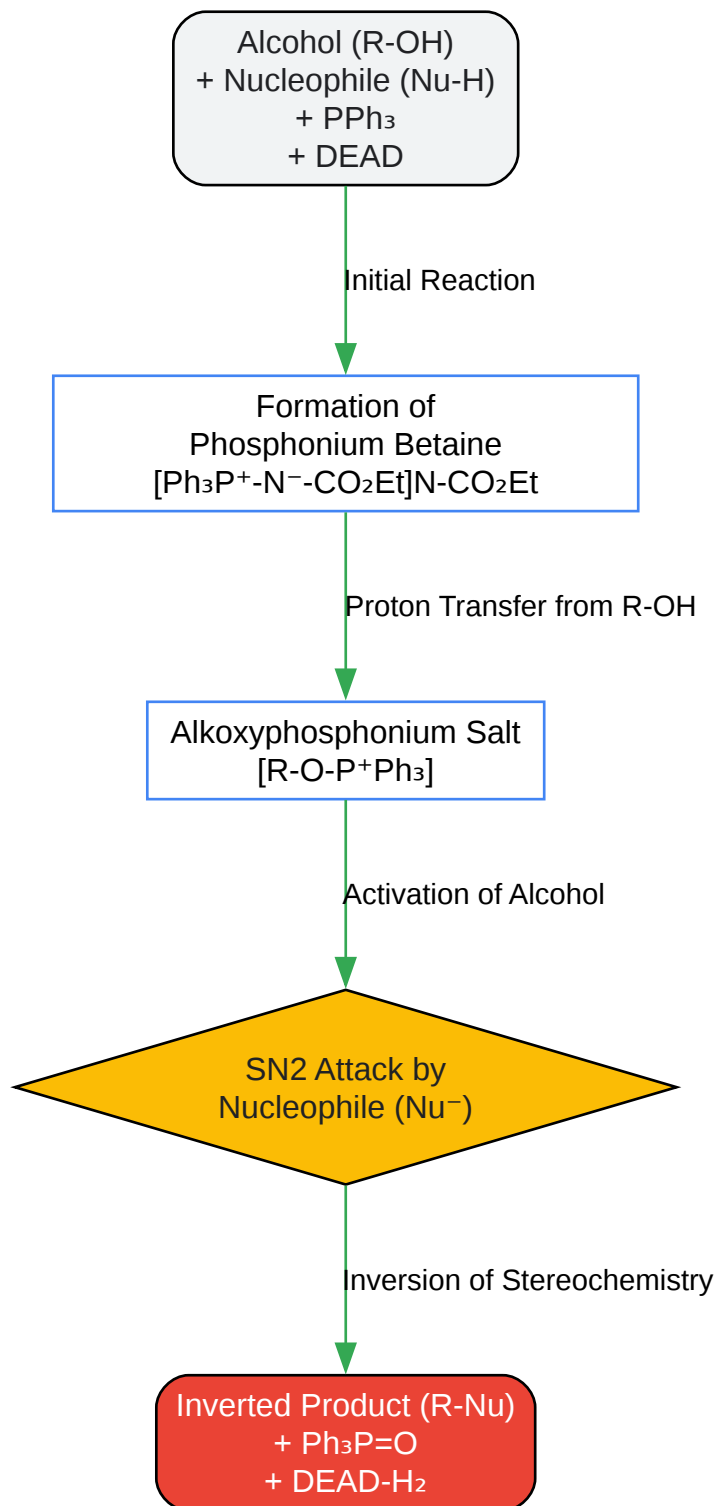 Alcohol (R-OH)
+ Nucleophile (Nu-H)
+ PPh₃
+ DEAD
Initial Reaction
Formation of
Phosphonium Betaine
[Ph₃P⁺-N⁻-CO₂Et]N-CO₂Et
Proton Transfer from R-OH
Alkoxyphosphonium Salt
[R-O-P⁺Ph₃]
Activation of Alcohol
SN2 Attack by
Nucleophile (Nu⁻)
Inversion of Stereochemistry
Inverted Product (R-Nu)
+ Ph₃P=O
+ DEAD-H₂